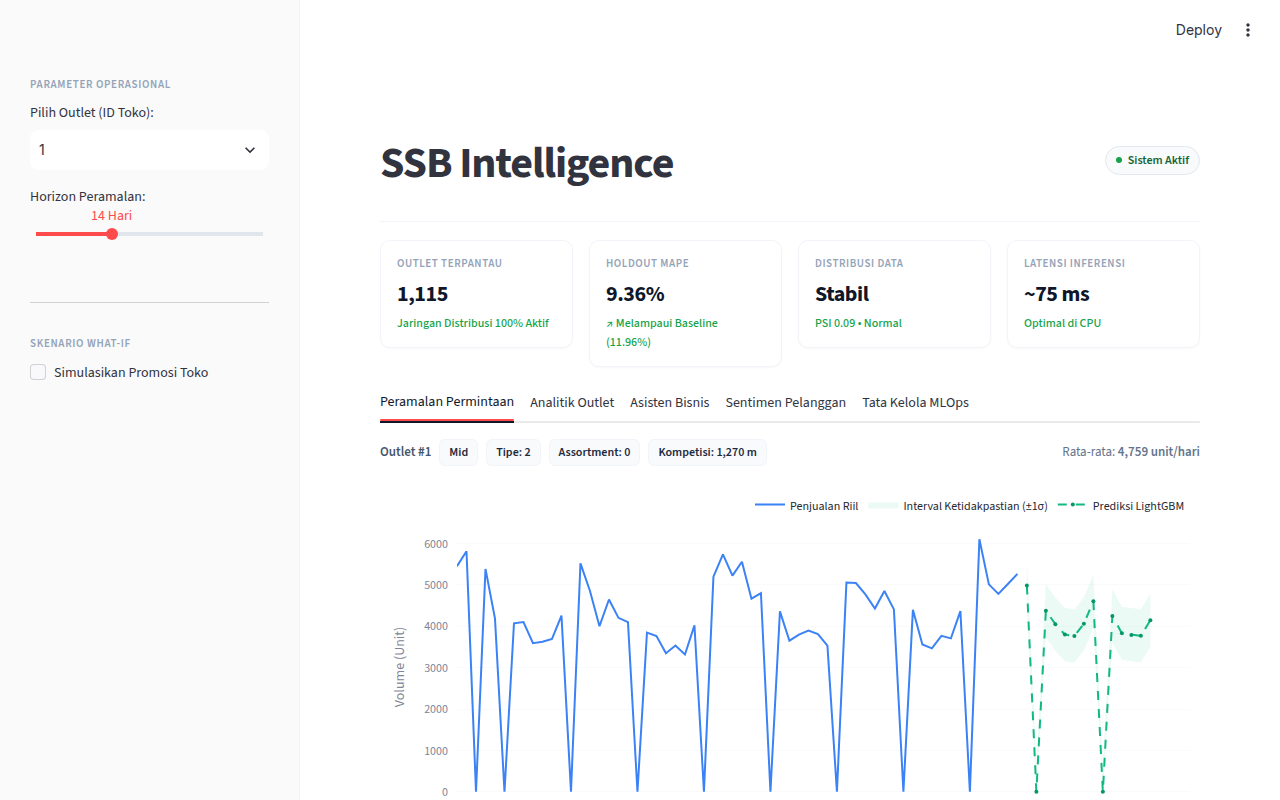 Deploy
PARAMETER OPERASIONAL
Pilih Outlet (ID Toko):
1
Horizon Peramalan:
14 Hari
SKENARIO WHAT-IF
Simulasikan Promosi Toko
SSB Intelligence
Sistem Aktif
OUTLET TERPANTAU
1,115
Jaringan Distribusi 100% Aktif
HOLDOUT MAPE
9.36%
↗ Melampaui Baseline
(11.96%)
DISTRIBUSI DATA
Stabil
PSI 0.09 • Normal
LATENSI INFERENSI
~75 ms
Optimal di CPU
Peramalan Permintaan Analitik Outlet Asisten Bisnis Sentimen Pelanggan Tata Kelola MLOps
Outlet #1 Mid Tipe: 2 Assortment: 0 Kompetisi: 1,270 m Rata-rata: 4,759 unit/hari
Penjualan Riil Interval Ketidakpastian (±1σ) Prediksi LightGBM
Volume (Unit)
6000
5000
4000
3000
2000
1000
0